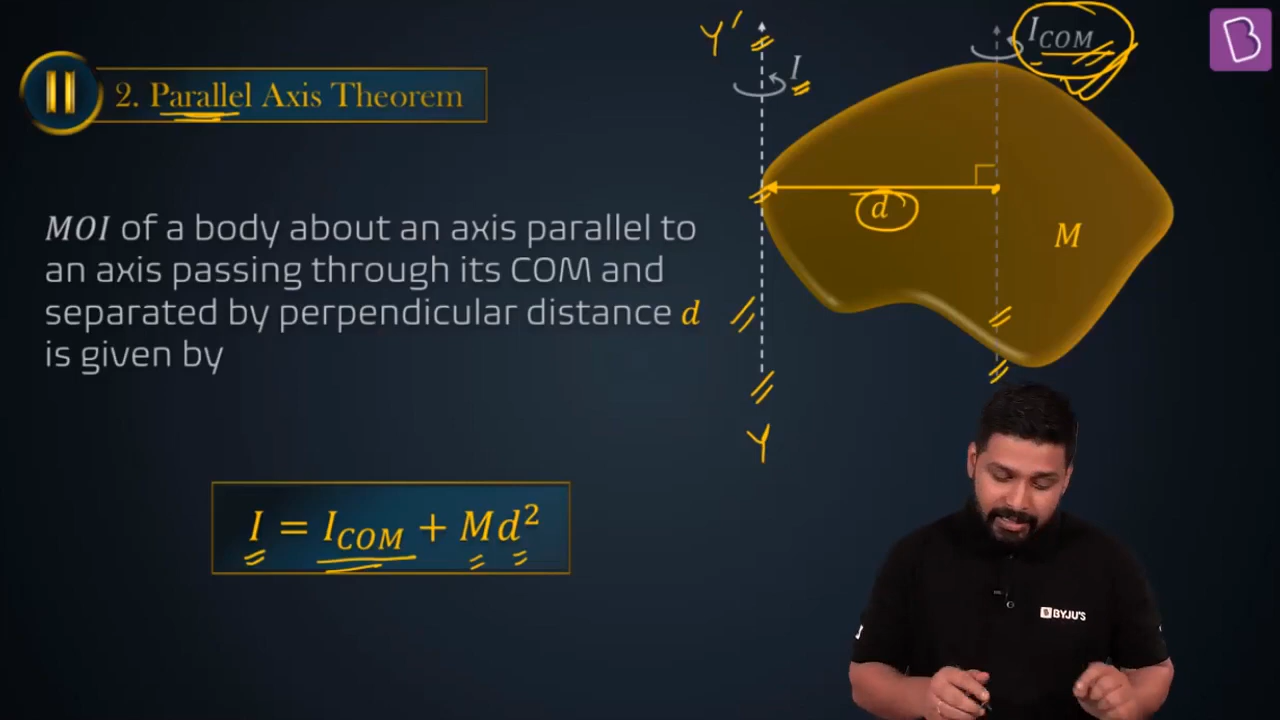 2. Parallel Axis Theorem
MOI of a body about an axis parallel to
an axis passing through its COM and
separated by perpendicular distance d
is given by
I = I_COM + Md²
Y'
I
I_COM
d
M
Y
B
BYJU'S